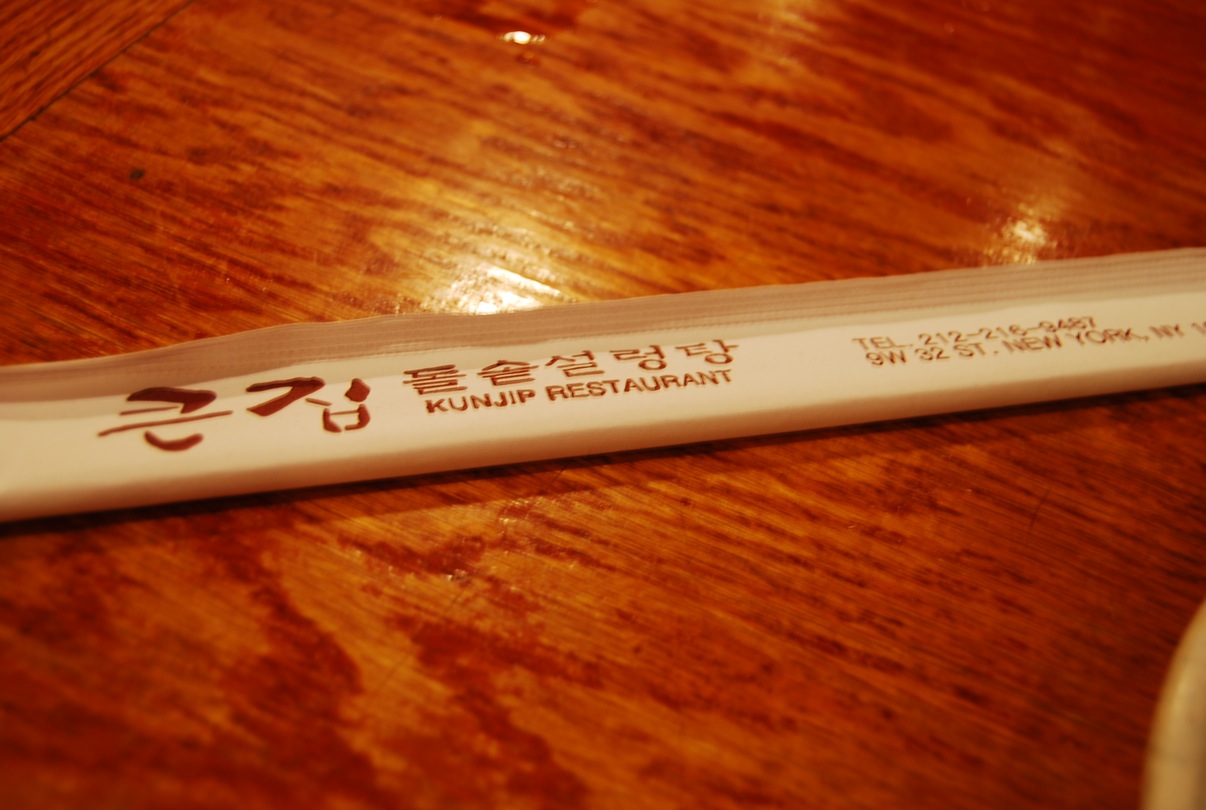 큰집
돌솥설렁탕
KUNJIP RESTAURANT
TEL. 212-216-9487
9W 32 ST. NEW YORK, NY